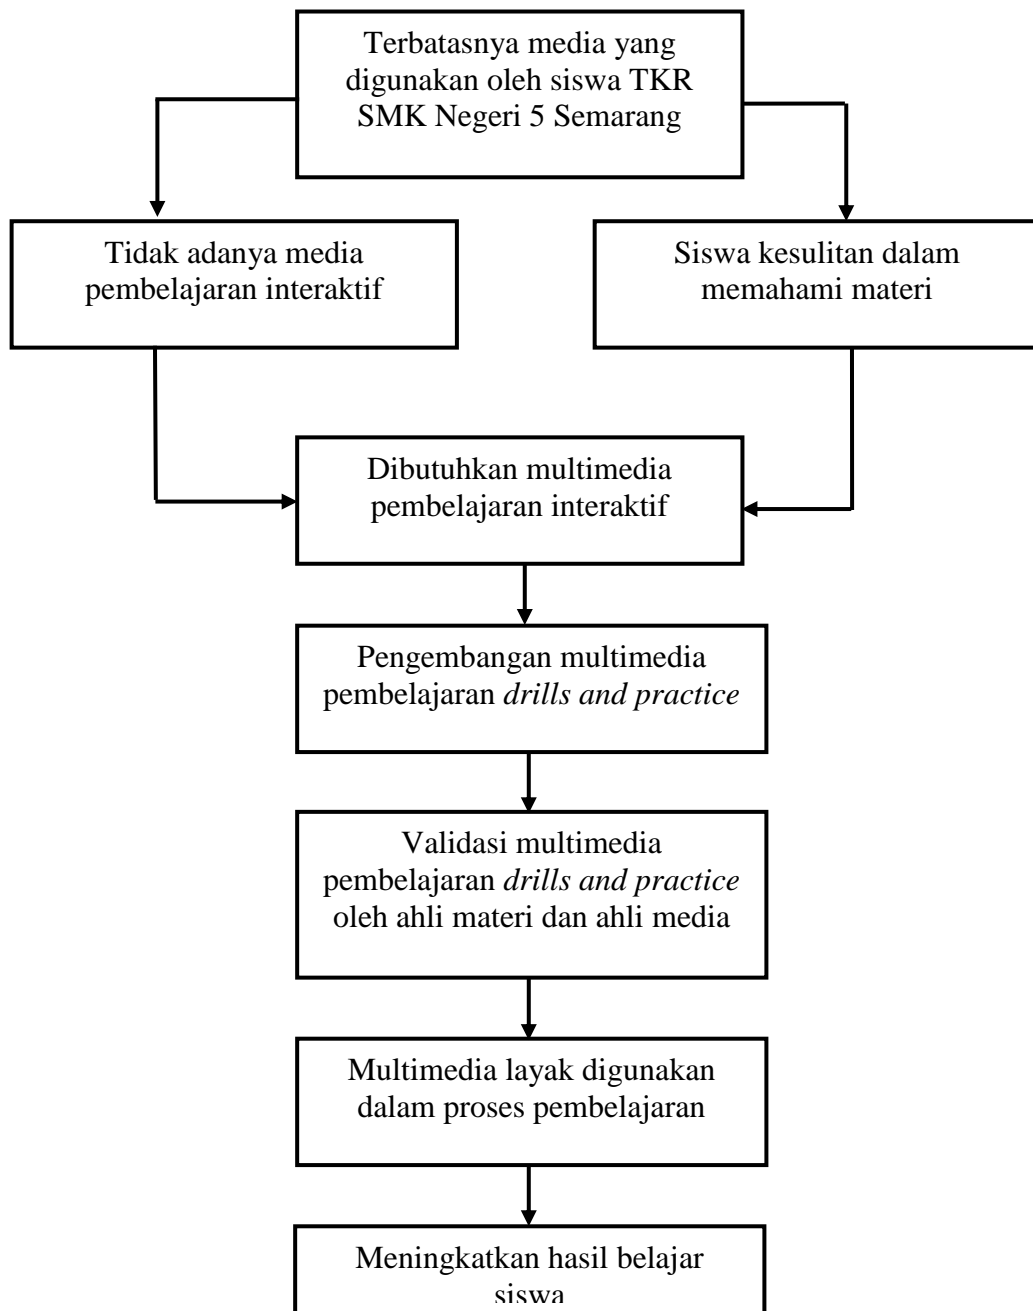 Terbatasnya media yang
digunakan oleh siswa TKR
SMK Negeri 5 Semarang
Tidak adanya media
pembelajaran interaktif
Siswa kesulitan dalam
memahami materi
Dibutuhkan multimedia
pembelajaran interaktif
Pengembangan multimedia
pembelajaran drills and practice
Validasi multimedia
pembelajaran drills and practice
oleh ahli materi dan ahli media
Multimedia layak digunakan
dalam proses pembelajaran
Meningkatkan hasil belajar
siswa